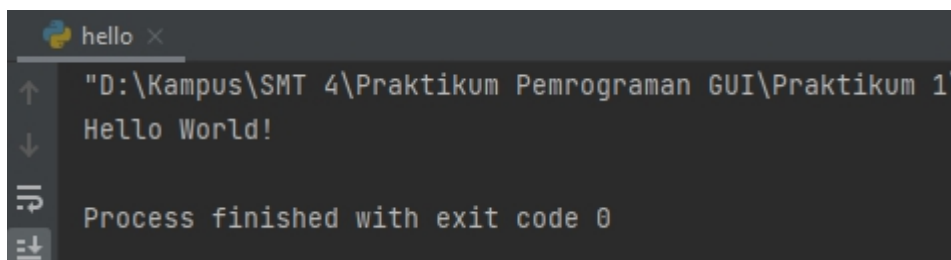 hello
"D:\Kampus\SMT 4\Praktikum Pemrograman GUI\Praktikum 1
Hello World!
Process finished with exit code 0